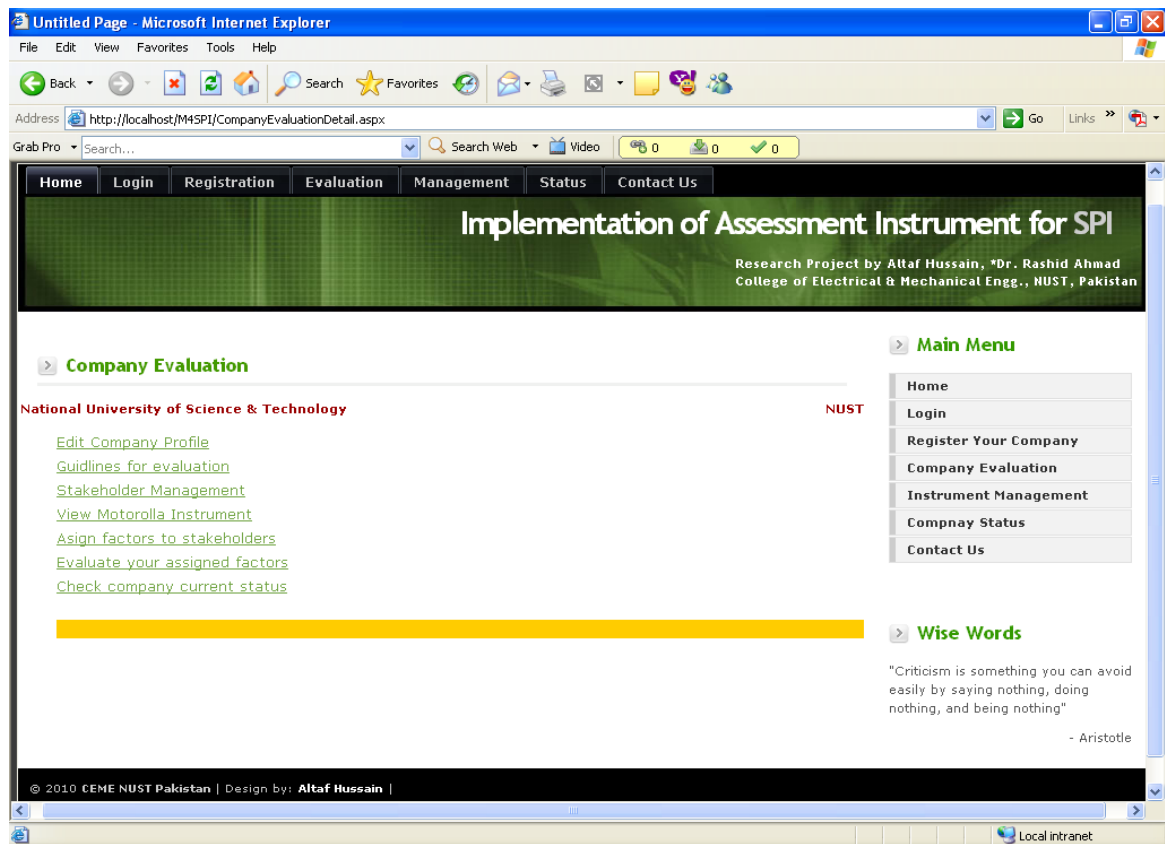 Untitled Page - Microsoft Internet Explorer
File Edit View Favorites Tools Help
Back Search Favorites
Address http://localhost/M4SPI/CompanyEvaluationDetail.aspx Go Links »
Grab Pro Search... Search Web Video 0 0 0
Home Login Registration Evaluation Management Status Contact Us
Implementation of Assessment Instrument for SPI
Research Project by Altaf Hussain, *Dr. Rashid Ahmad
College of Electrical & Mechanical Engg., NUST, Pakistan
Company Evaluation
National University of Science & Technology NUST
Edit Company Profile
Guidlines for evaluation
Stakeholder Management
View Motorolla Instrument
Asign factors to stakeholders
Evaluate your assigned factors
Check company current status
Main Menu
Home
Login
Register Your Company
Company Evaluation
Instrument Management
Compnay Status
Contact Us
Wise Words
"Criticism is something you can avoid
easily by saying nothing, doing
nothing, and being nothing"
- Aristotle
© 2010 CEME NUST Pakistan | Design by: Altaf Hussain |
Local intranet